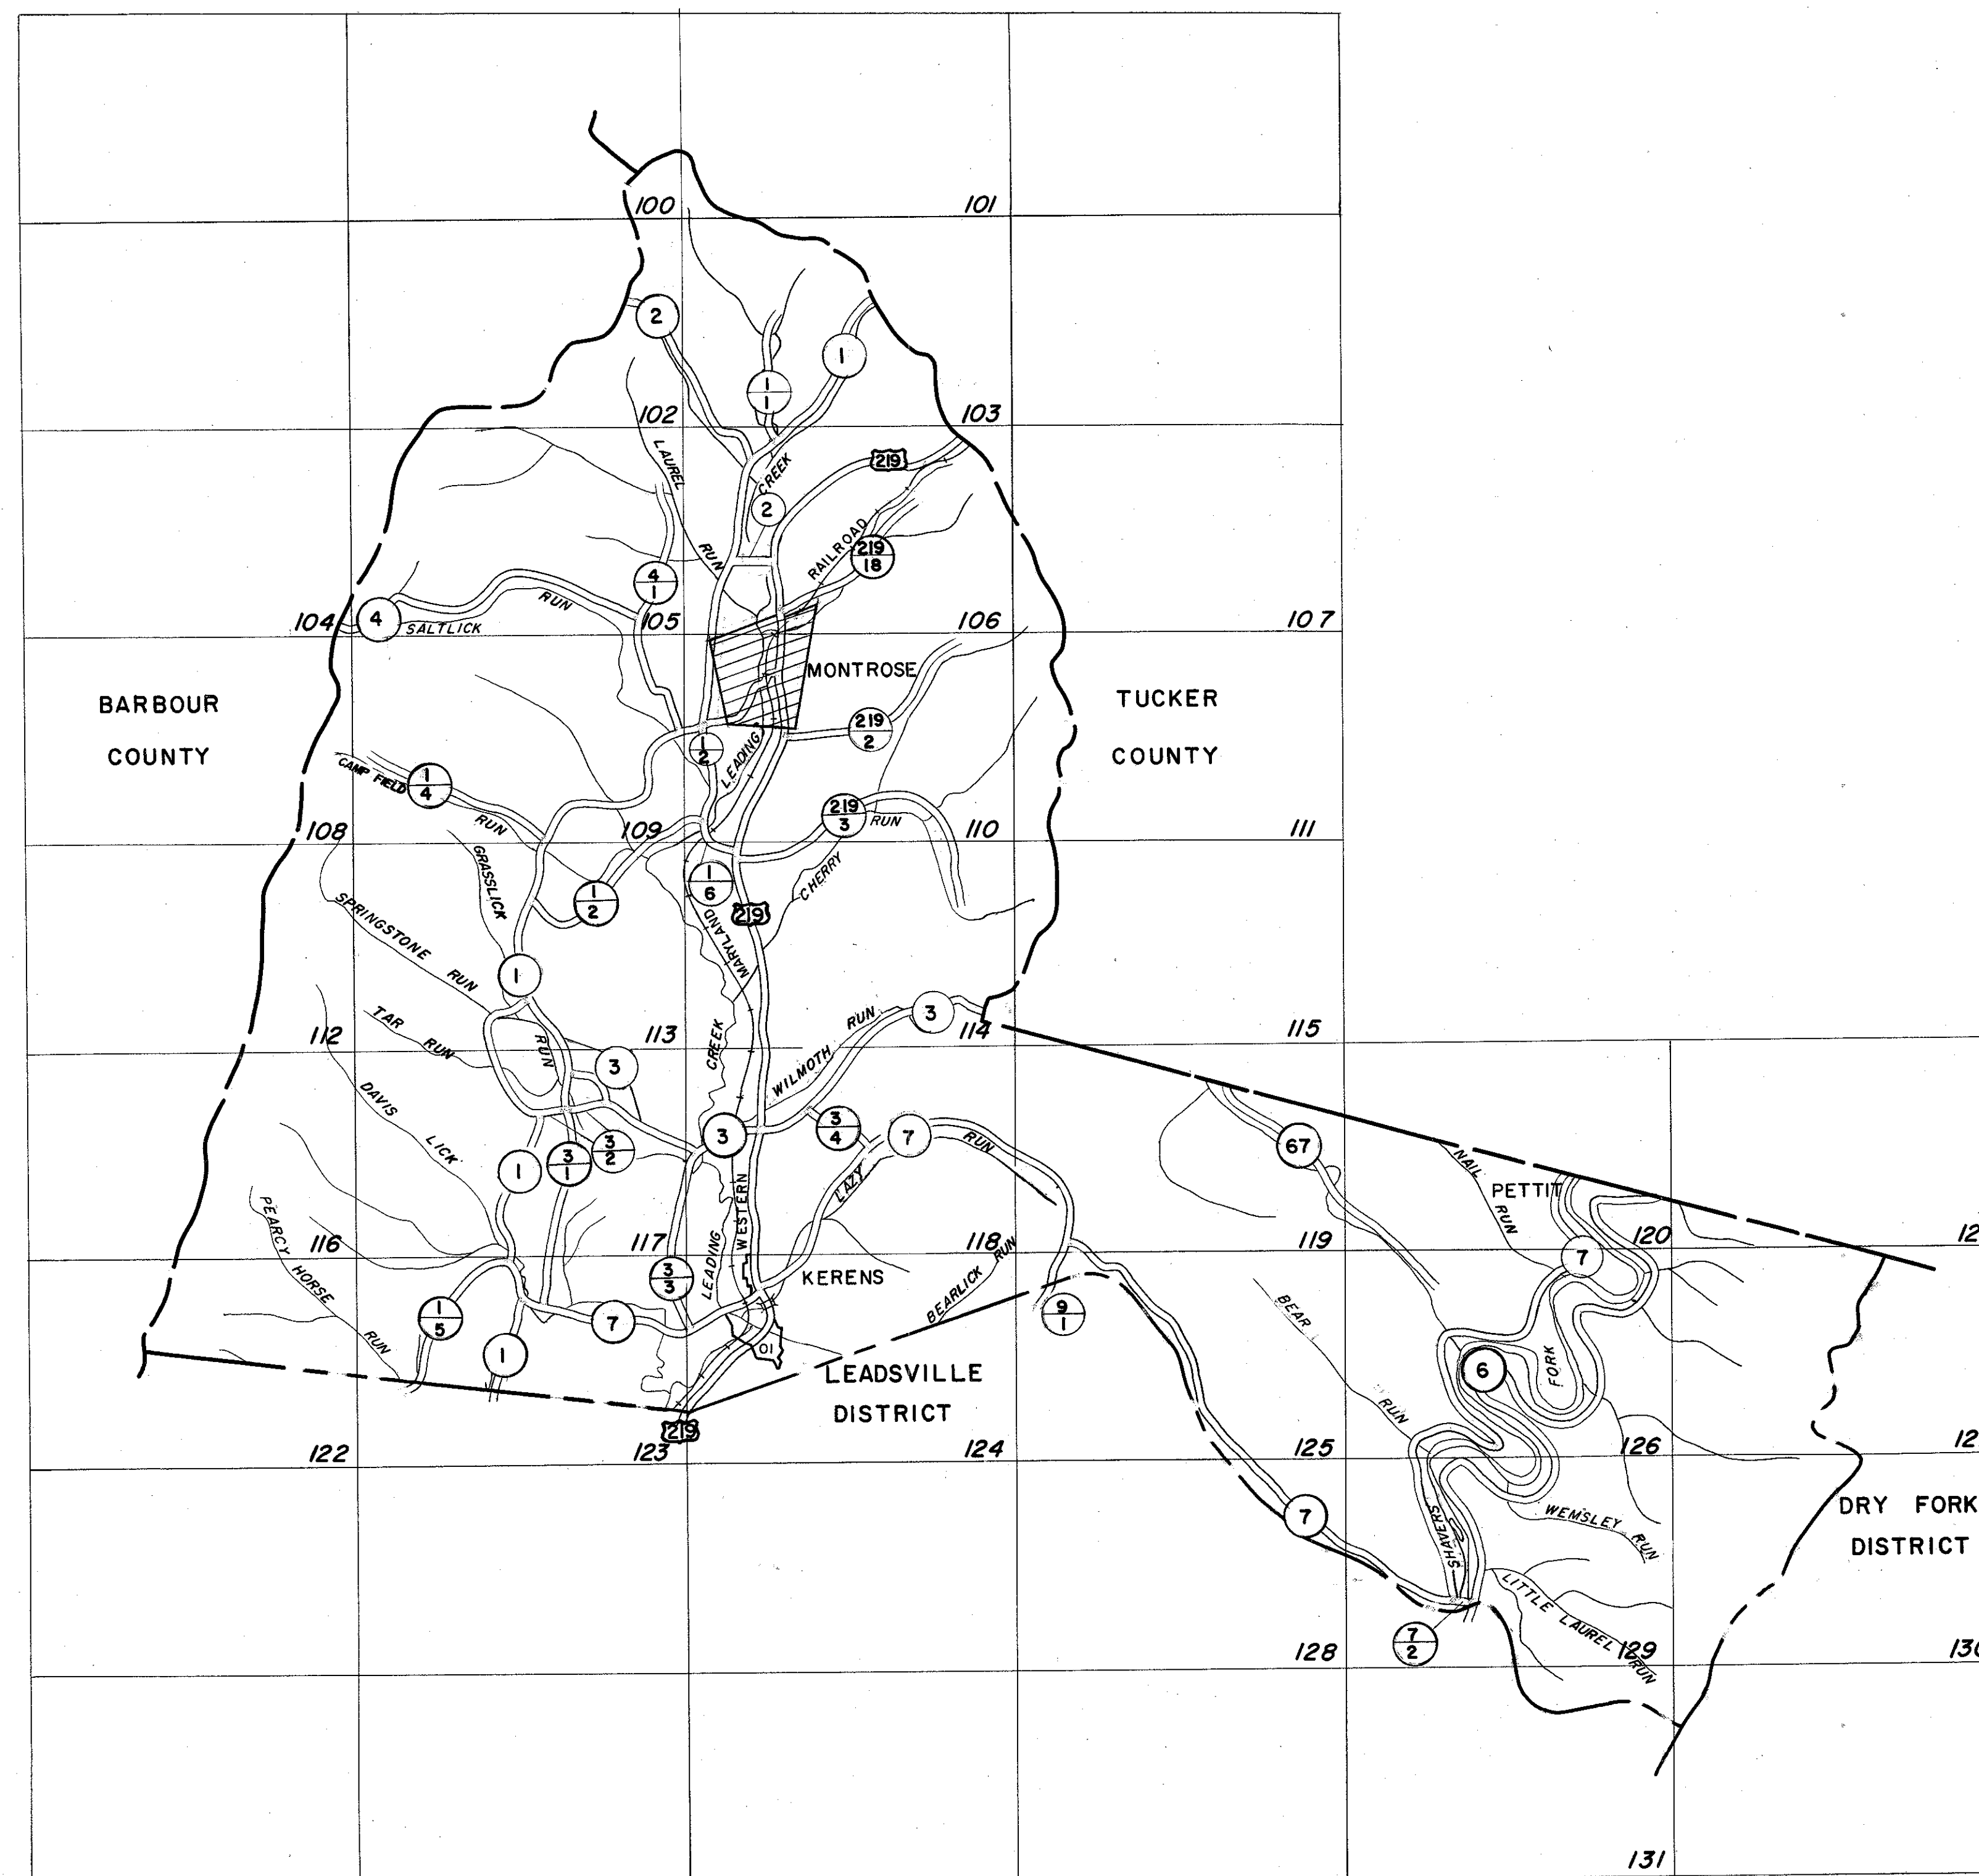 100
101
2
1
1
1
102
103
LAUREL
CREEK
219
2
RUN
RAILROAD
219
18
4
1
RUN
4
SALTLICK
104
105
106
107
MONTROSE
BARBOUR
COUNTY
TUCKER
COUNTY
219
2
1
2
LEADING
CAMP FIELD
1
4
RUN
219
3
RUN
108
109
110
111
GRASSLICK
CHERRY
1
6
1
2
219
MARYLAND
SPRINGSTONE
RUN
1
TAR
RUN
RUN
3
WILMOTH
RUN
112
113
114
115
CREEK
3
DAVIS
LICK
3
3
4
7
RUN
67
3
2
3
1
1
LAZY
NAIL
RUN
PETTIT
WESTERN
PEARCY
HORSE
RUN
116
117
118
119
120
12
7
3
3
LEADING
KERENS
BEARLICK
RUN
BEAR
RUN
1
5
7
9
1
1
01
6
FORK
LEADSVILLE
DISTRICT
219
122
123
124
125
126
12
DRY FORK
DISTRICT
7
SHAVERS
WEMSLEY RUN
LITTLE LAUREL RUN
7
2
128
129
130
131